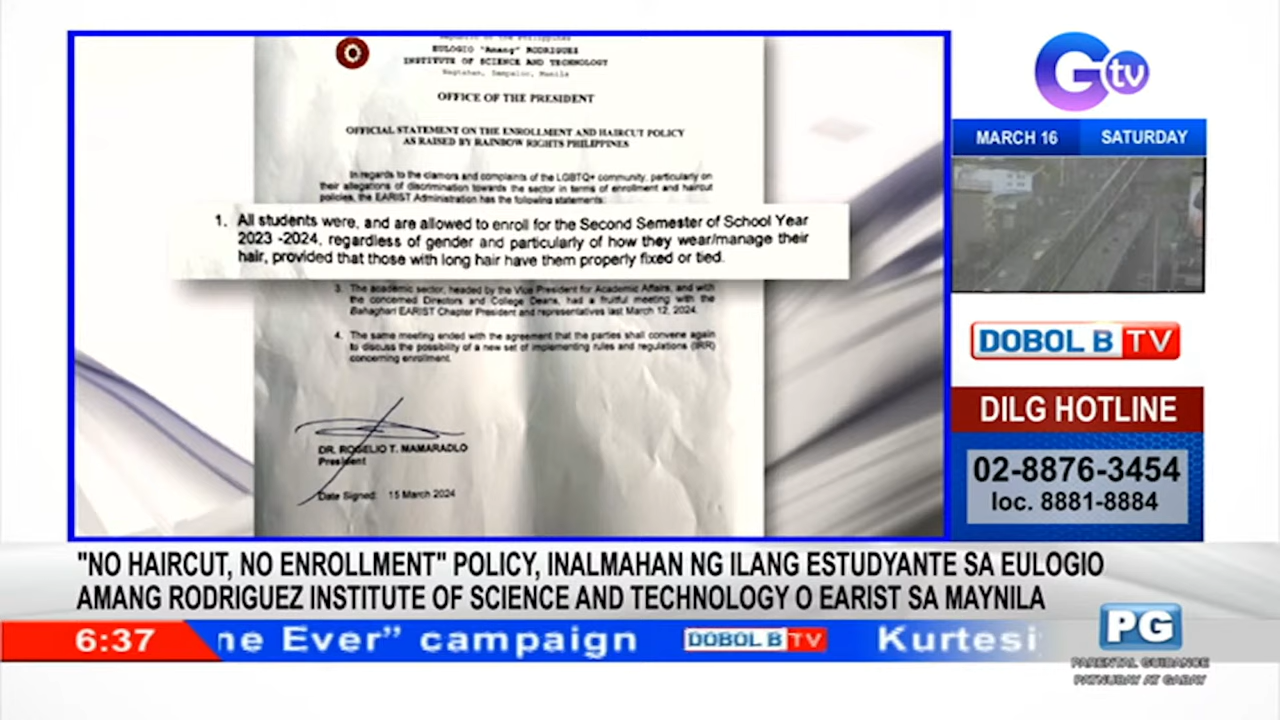 Republic of the Philippines
EULOGIO "Amang" RODRIGUES
INSTITUTE OF SCIENCE AND TECHNOLOGY
Nagtahan, Sampaloc, Manila
OFFICE OF THE PRESIDENT
OFFICIAL STATEMENT ON THE ENROLLMENT AND HAIRCUT POLICY
AS RAISED BY RAINBOW RIGHTS PHILIPPINES
In regards to the clamors and complaints of the LGBTQ+ community, particularly on
their allegations of discrimination towards the sector in terms of enrollment and haircut
policies, the EARIST Administration has the following statements:
1. All students were, and are allowed to enroll for the Second Semester of School Year
2023 -2024, regardless of gender and particularly of how they wear/manage their
hair, provided that those with long hair have them properly fixed or tied.
3. The academic sector, headed by the Vice President for Academic Affairs, and with
the concerned Directors and College Deans, had a fruitful meeting with the
Bahaghari EARIST Chapter President and representatives last March 12, 2024.
4. The same meeting ended with the agreement that the parties shall convene again
to discuss the possibility of a new set of implementing rules and regulations (IRR)
concerning enrollment.
DR. ROGELIO T. MAMARADLO
President
Date Signed: 15 March 2024
G tv
MARCH 16 SATURDAY
DOBOL B TV
DILG HOTLINE
02-8876-3454
loc. 8881-8884
"NO HAIRCUT, NO ENROLLMENT" POLICY, INALMAHAN NG ILANG ESTUDYANTE SA EULOGIO
AMANG RODRIGUEZ INSTITUTE OF SCIENCE AND TECHNOLOGY O EARIST SA MAYNILA
6:37 ne Ever" campaign DOBOL B TV Kurtesi
PG
PARENTAL GUIDANCE
PATNUBAY AT GABAY